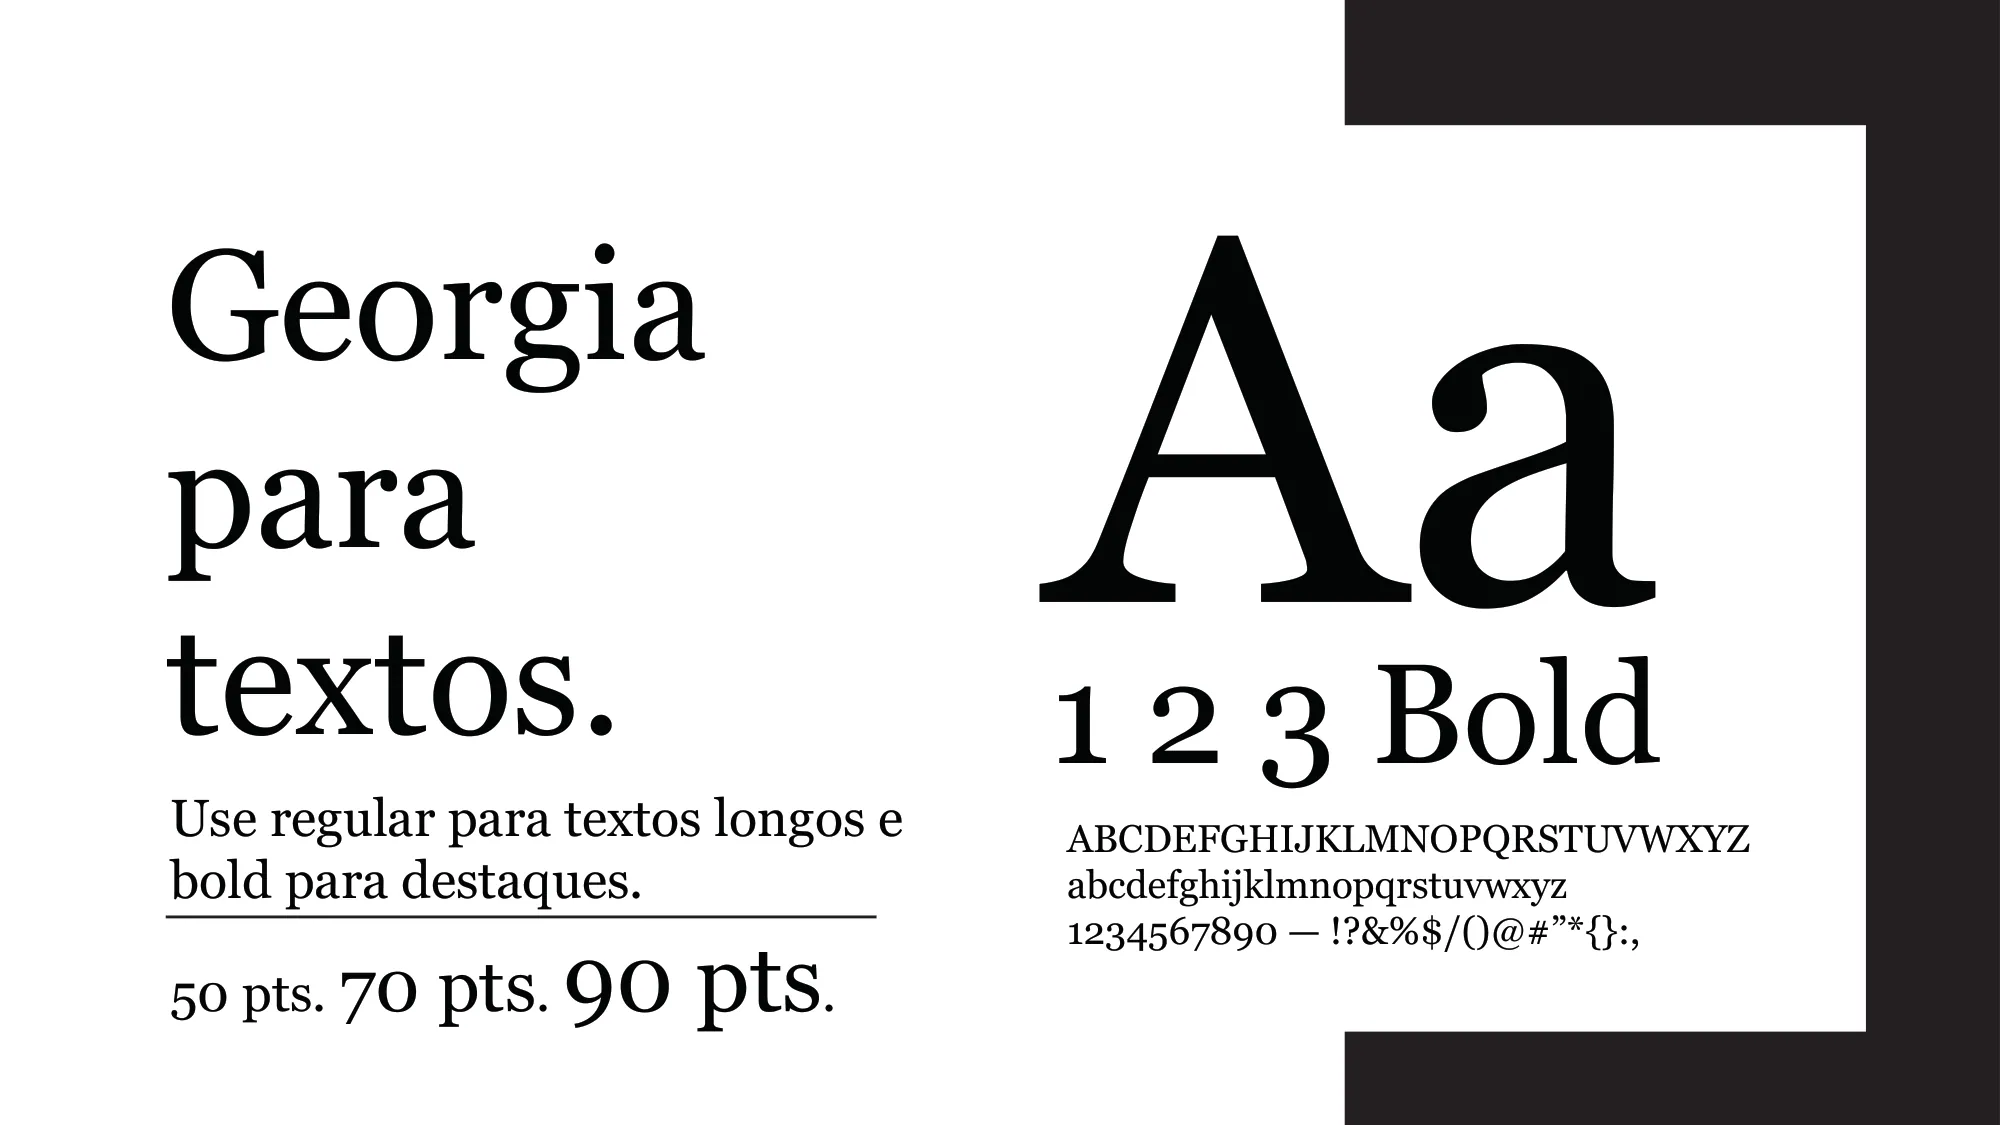 Georgia
para
textos.
Use regular para textos longos e
bold para destaques.
50 pts. 70 pts. 90 pts.
Aa
1 2 3 Bold
ABCDEFGHIJKLMNOPQRSTUVWXYZ
abcdefghijklmnopqrstuvwxyz
1234567890 — !?&%$/()@#”*{}:,